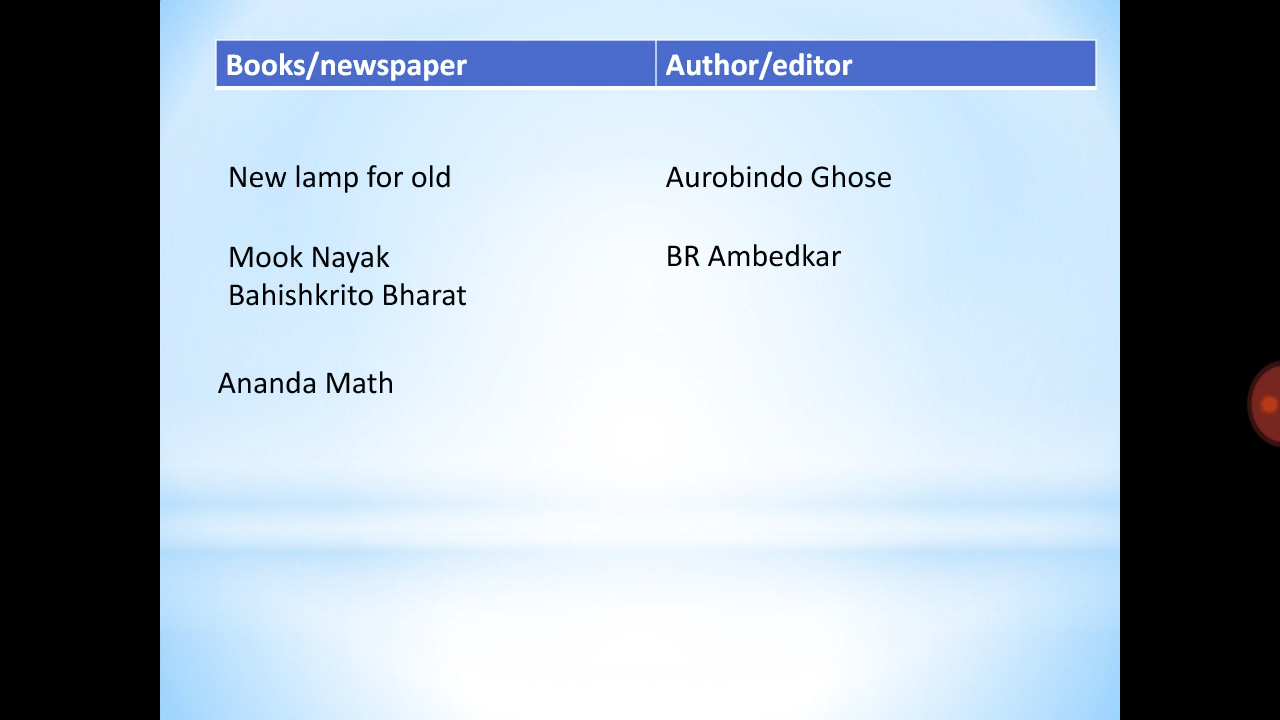 Books/newspaper Author/editor
New lamp for old Aurobindo Ghose
Mook Nayak BR Ambedkar
Bahishkrito Bharat
Ananda Math